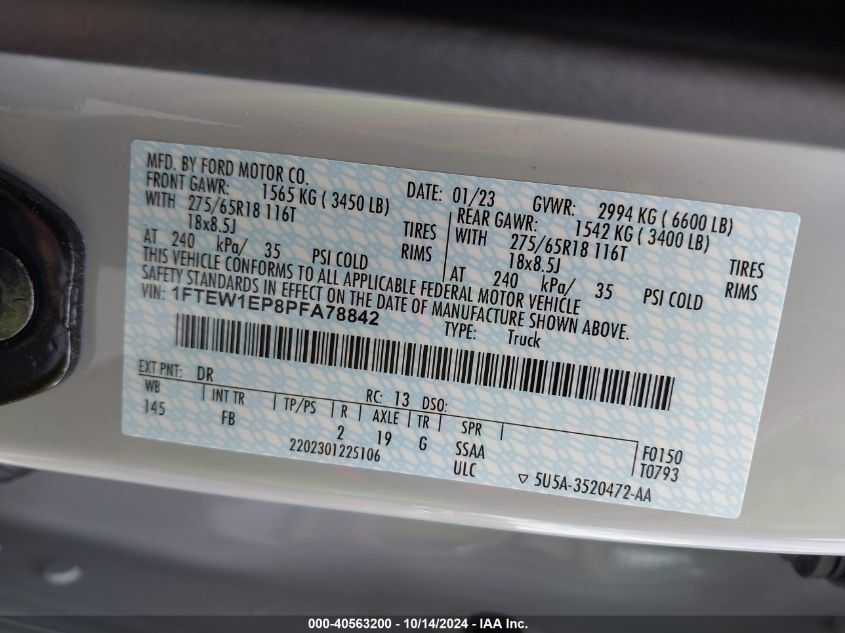 MFD. BY FORD MOTOR CO. DATE: 01/23 GVWR: 2994 KG ( 6600 LB)
FRONT GAWR: 1565 KG ( 3450 LB) REAR GAWR: 1542 KG ( 3400 LB)
WITH 275/65R18 116T TIRES WITH 275/65R18 116T TIRES
18x8.5J RIMS 18x8.5J RIMS
AT 240 kPa/ 35 PSI COLD AT 240 kPa/ 35 PSI COLD
THIS VEHICLE CONFORMS TO ALL APPLICABLE FEDERAL MOTOR VEHICLE
SAFETY STANDARDS IN EFFECT ON THE DATE OF MANUFACTURE SHOWN ABOVE.
VIN: 1FTEW1EP8PFA78842 TYPE: Truck
EXT PNT: DR RC: 13 DSO:
WB INT TR TP/PS R AXLE TR SPR
145 FB 2 19 G SSAA F0150
2202301225106 ULC T0793
▽ 5U5A-3520472-AA
000-40563200 - 10/14/2024 - IAA Inc.